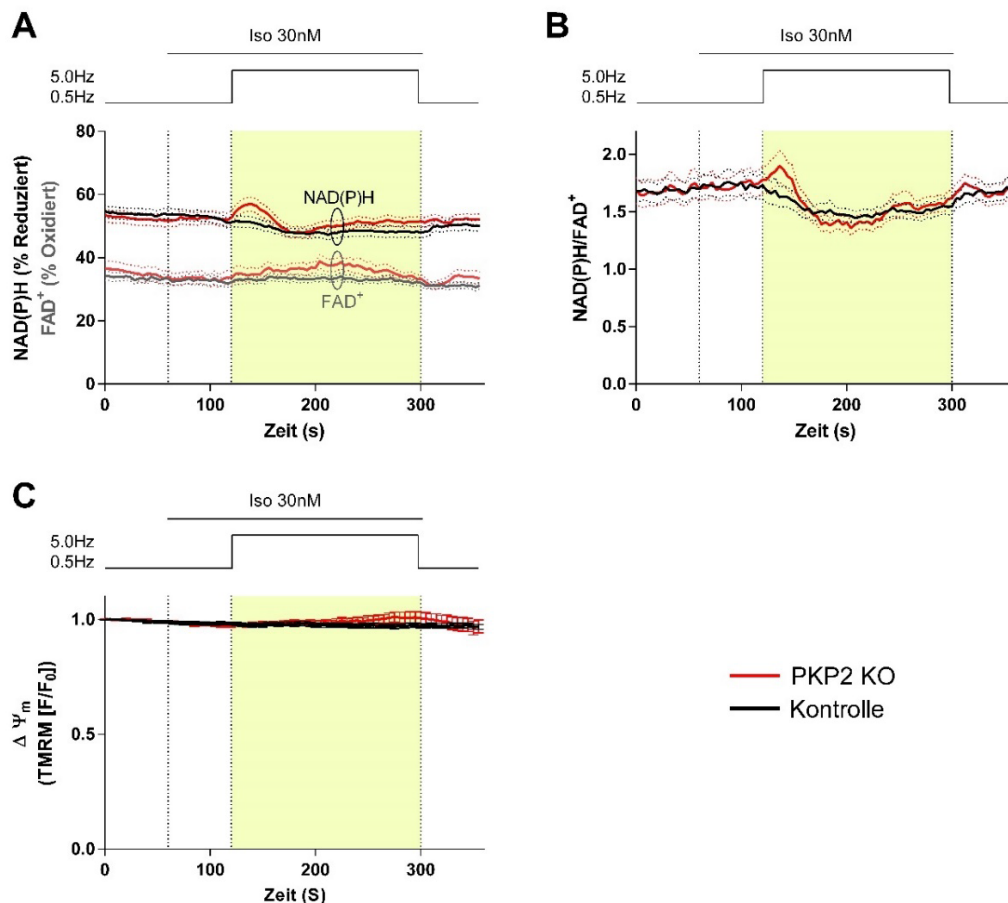 A
Iso 30nM
5.0Hz
0.5Hz
80
60
40
20
0
NAD(P)H (% Reduziert)
FAD⁺ (% Oxidiert)
NAD(P)H
FAD⁺
0
100
200
300
Zeit (s)
B
Iso 30nM
5.0Hz
0.5Hz
2.0
1.5
1.0
0.5
0.0
NAD(P)H/FAD⁺
0
100
200
300
Zeit (s)
C
Iso 30nM
5.0Hz
0.5Hz
1.0
0.5
0.0
Δ Ψm
(TMRM [F/F₀])
0
100
200
300
Zeit (S)
PKP2 KO
Kontrolle